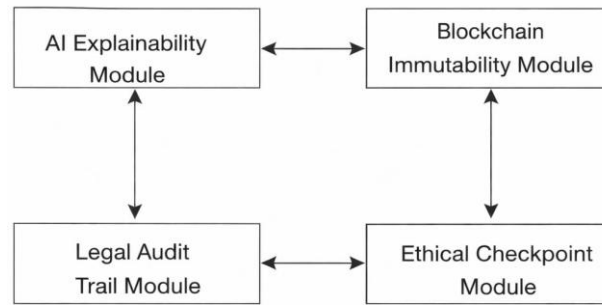 AI Explainability
Module
Blockchain
Immutability Module
Legal Audit
Trail Module
Ethical Checkpoint
Module